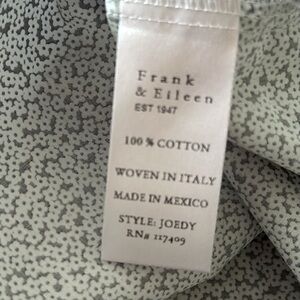 Frank
& Eileen
EST 1947
100 % COTTON
WOVEN IN ITALY
MADE IN MEXICO
STYLE: JOEDY
RN# 117409